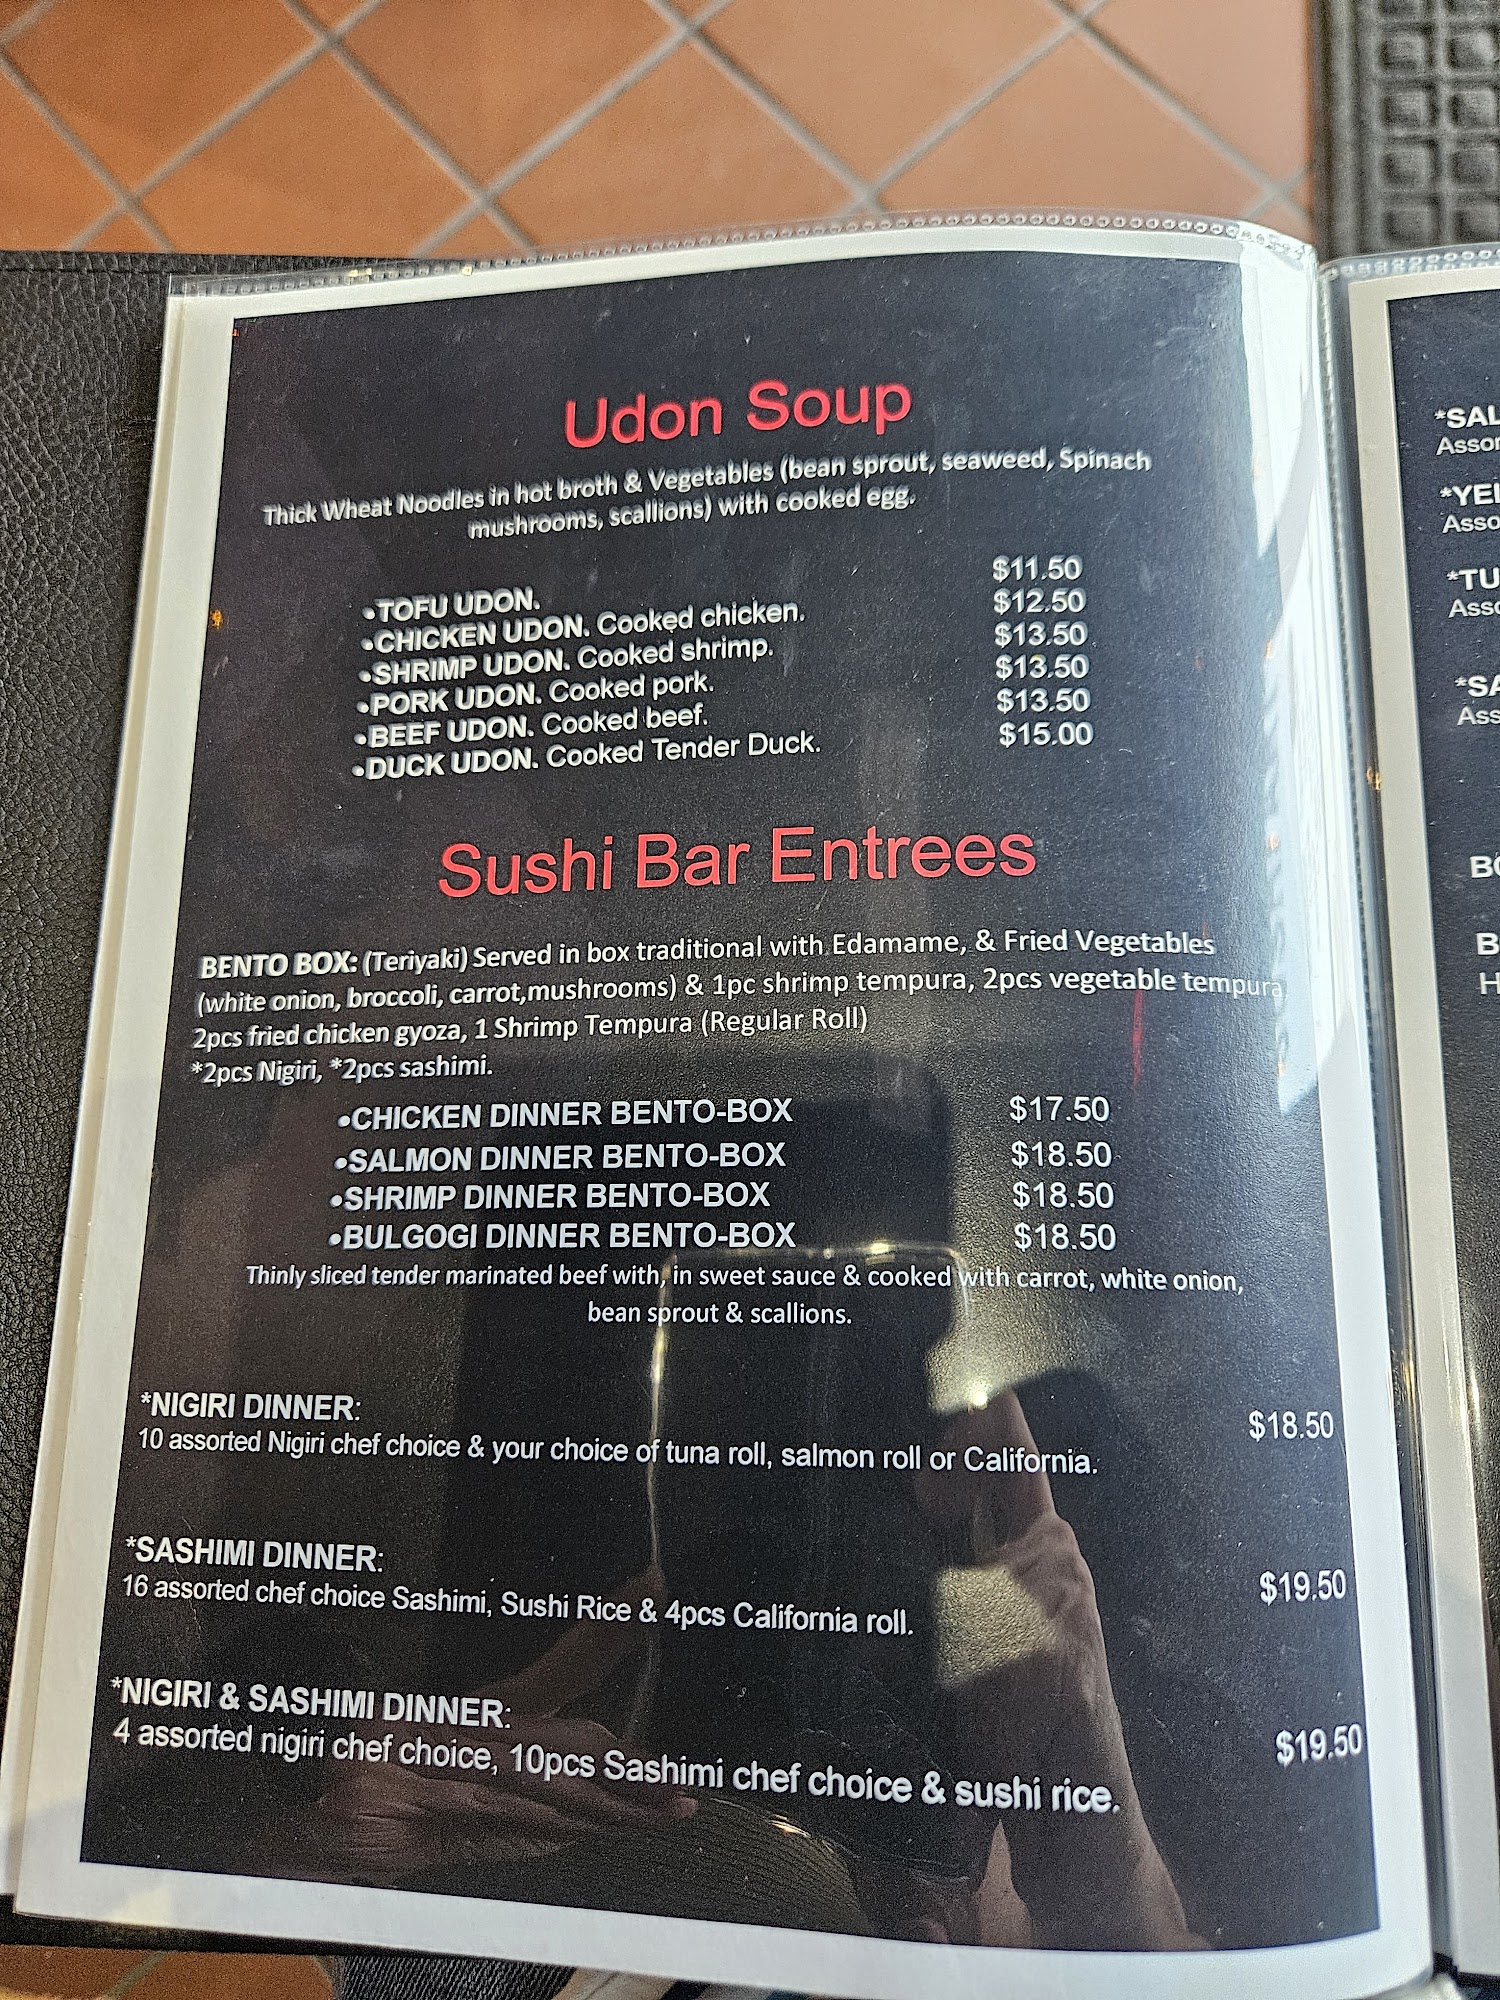 Udon Soup
Thick Wheat Noodles in hot broth & Vegetables (bean sprout, seaweed, Spinach
mushrooms, scallions) with cooked egg.
•TOFU UDON. $11.50
•CHICKEN UDON. Cooked chicken. $12.50
•SHRIMP UDON. Cooked shrimp. $13.50
•PORK UDON. Cooked pork. $13.50
•BEEF UDON. Cooked beef. $13.50
•DUCK UDON. Cooked Tender Duck. $15.00
Sushi Bar Entrees
BENTO BOX: (Teriyaki) Served in box traditional with Edamame, & Fried Vegetables
(white onion, broccoli, carrot,mushrooms) & 1pc shrimp tempura, 2pcs vegetable tempura
2pcs fried chicken gyoza, 1 Shrimp Tempura (Regular Roll)
*2pcs Nigiri, *2pcs sashimi.
•CHICKEN DINNER BENTO-BOX $17.50
•SALMON DINNER BENTO-BOX $18.50
•SHRIMP DINNER BENTO-BOX $18.50
•BULGOGI DINNER BENTO-BOX $18.50
Thinly sliced tender marinated beef with, in sweet sauce & cooked with carrot, white onion,
bean sprout & scallions.
*NIGIRI DINNER: $18.50
10 assorted Nigiri chef choice & your choice of tuna roll, salmon roll or California.
*SASHIMI DINNER: $19.50
16 assorted chef choice Sashimi, Sushi Rice & 4pcs California roll.
*NIGIRI & SASHIMI DINNER: $19.50
4 assorted nigiri chef choice, 10pcs Sashimi chef choice & sushi rice.